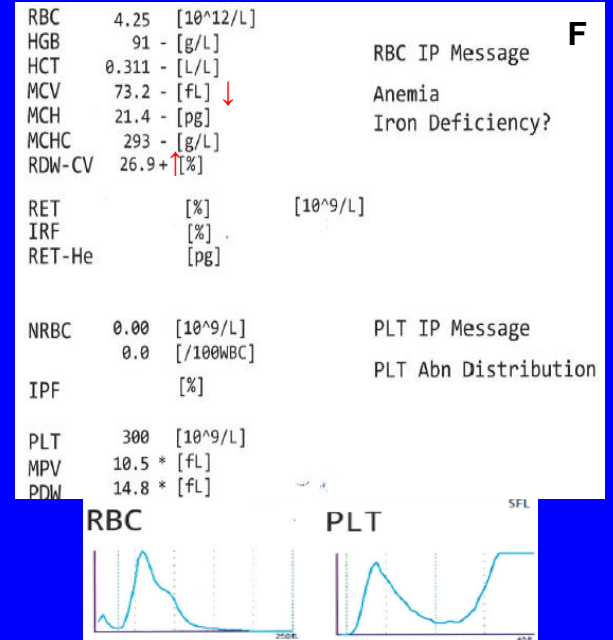 F
RBC 4.25 [10^12/L]
HGB 91 - [g/L]
HCT 0.311 - [L/L]
MCV 73.2 - [fL] ↓
MCH 21.4 - [pg]
MCHC 293 - [g/L]
RDW-CV 26.9+ ↑ [%]
RBC IP Message
Anemia
Iron Deficiency?
RET [%] [10^9/L]
IRF [%]
RET-He [pg]
NRBC 0.00 [10^9/L]
0.0 [/100WBC]
IPF [%]
PLT IP Message
PLT Abn Distribution
PLT 300 [10^9/L]
MPV 10.5 * [fL]
PDW 14.8 * [fL]
SFL
RBC
PLT
250fL